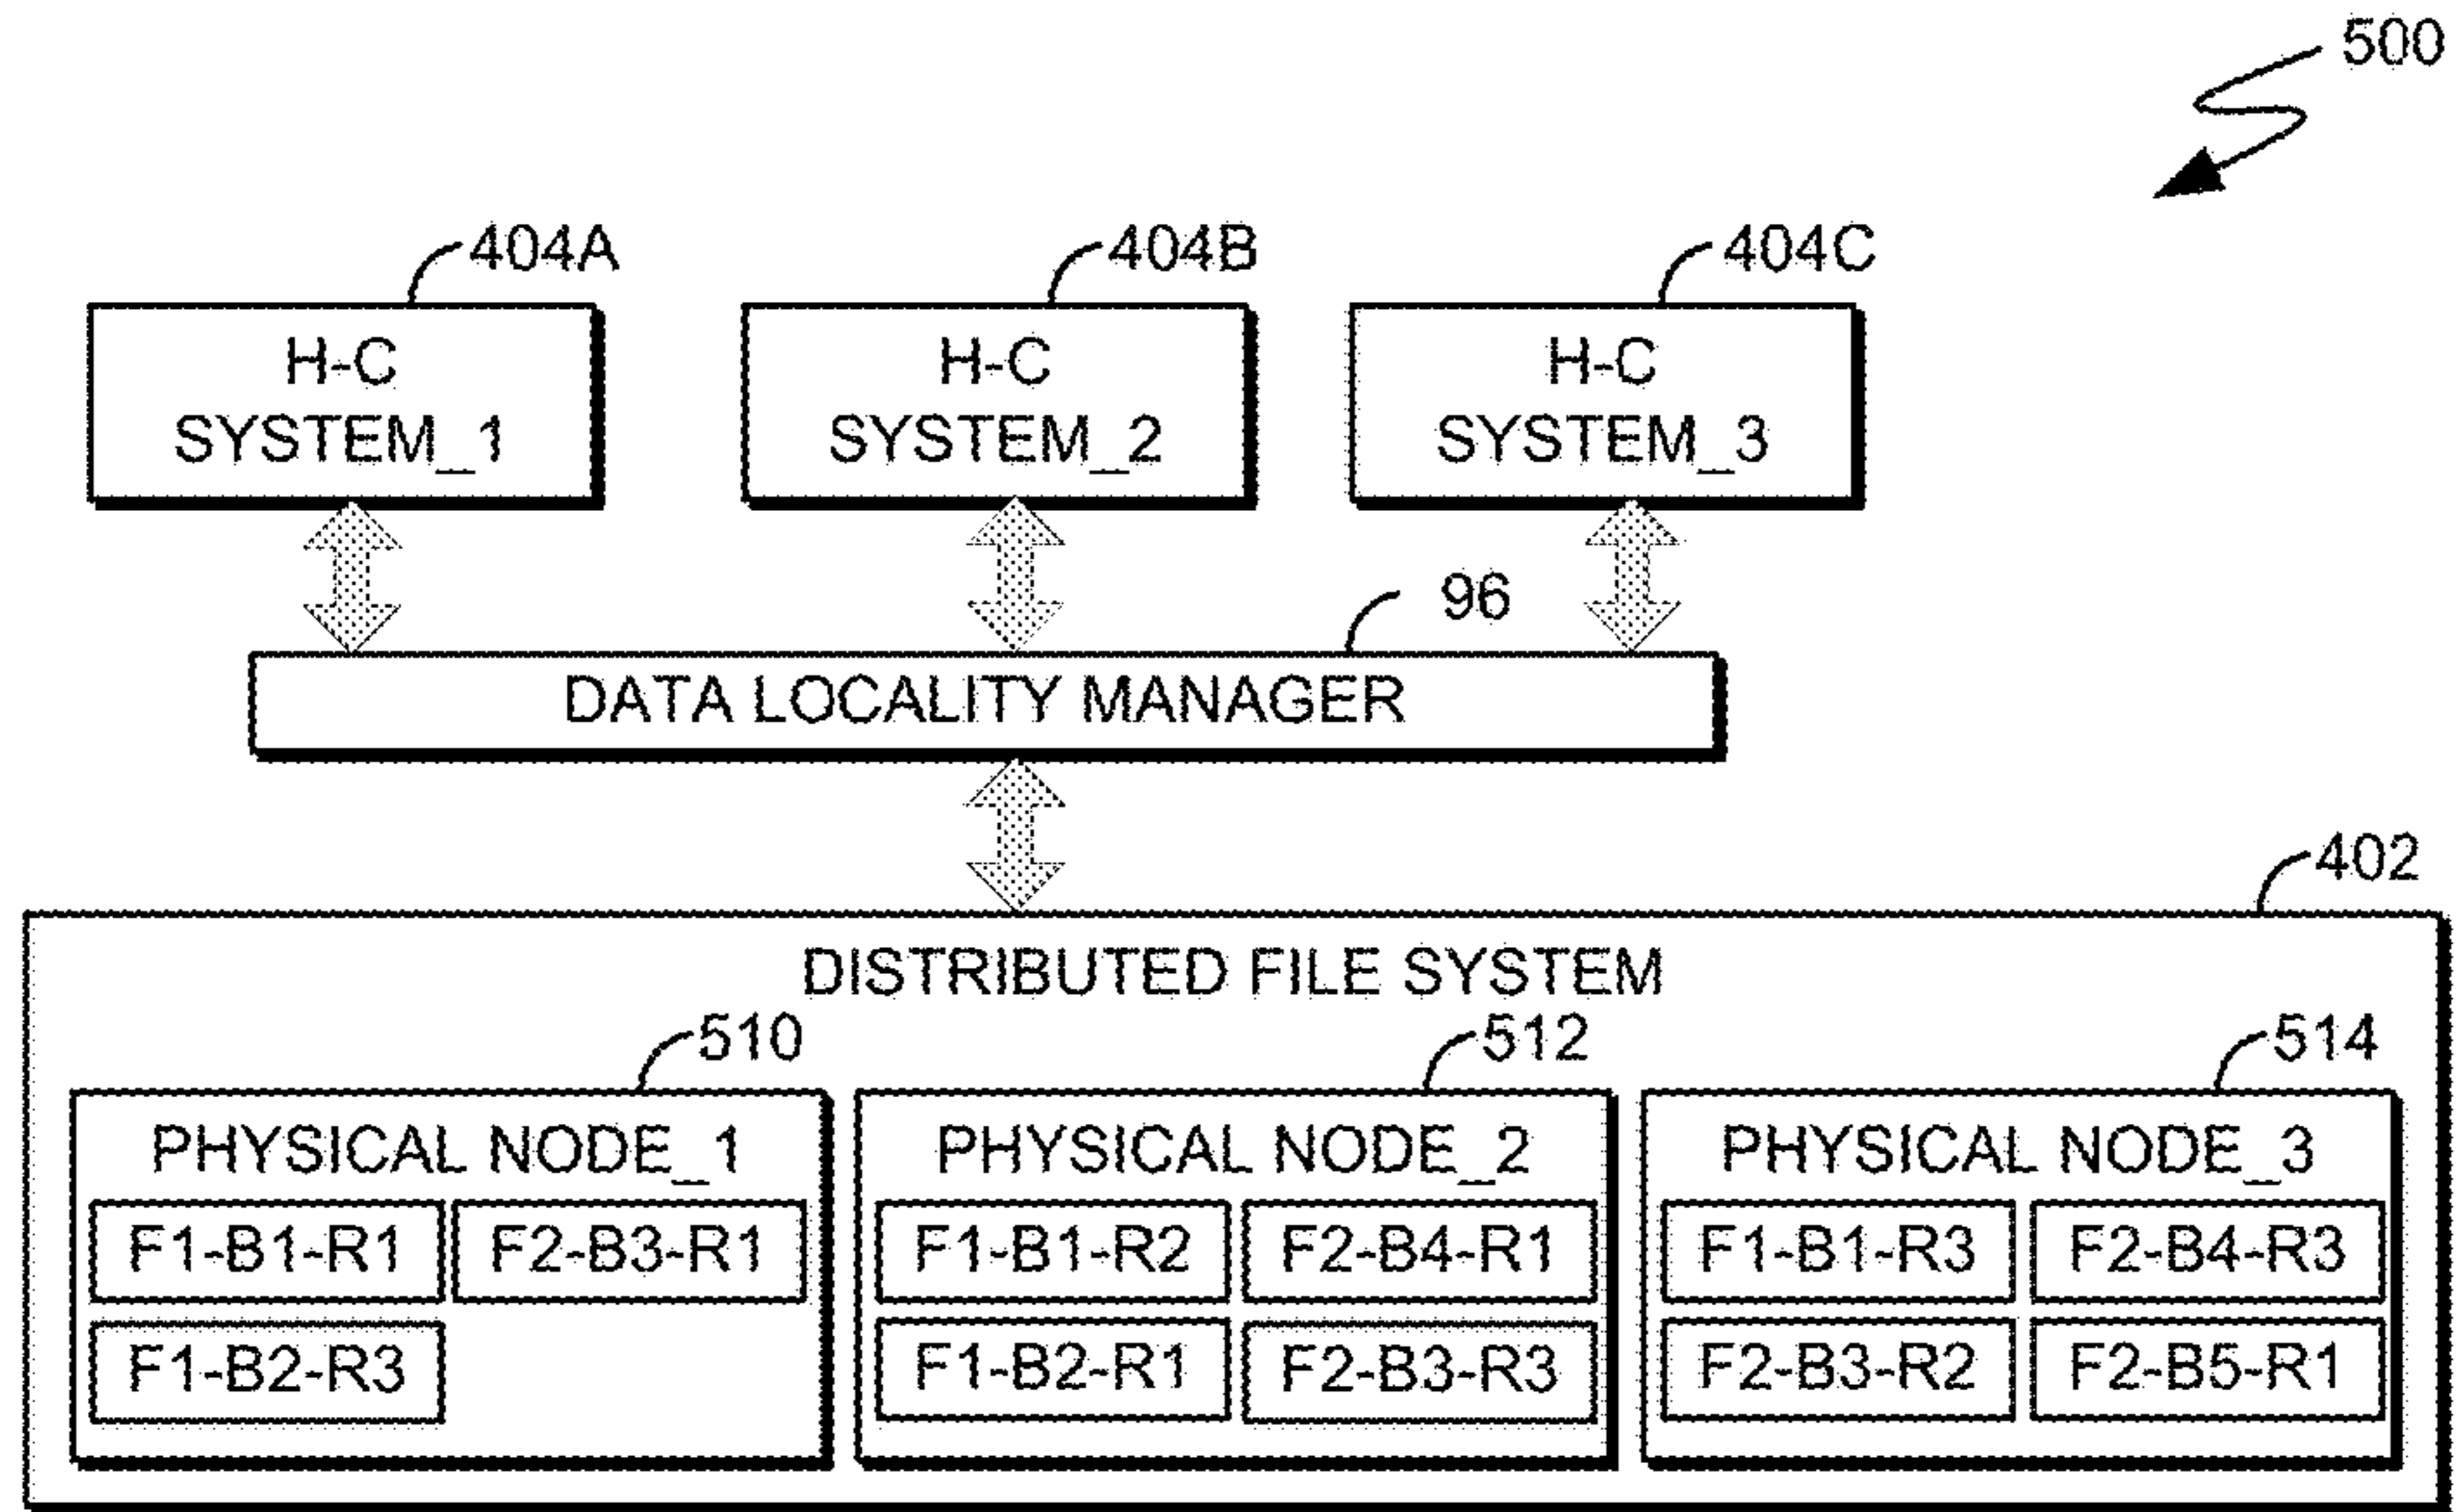 500
404A
404B
404C
H-C
SYSTEM_1
H-C
SYSTEM_2
H-C
SYSTEM_3
96
DATA LOCALITY MANAGER
402
DISTRIBUTED FILE SYSTEM
510
512
514
PHYSICAL NODE_1
F1-B1-R1
F2-B3-R1
F1-B2-R3
PHYSICAL NODE_2
F1-B1-R2
F2-B4-R1
F1-B2-R1
F2-B3-R3
PHYSICAL NODE_3
F1-B1-R3
F2-B4-R3
F2-B3-R2
F2-B5-R1